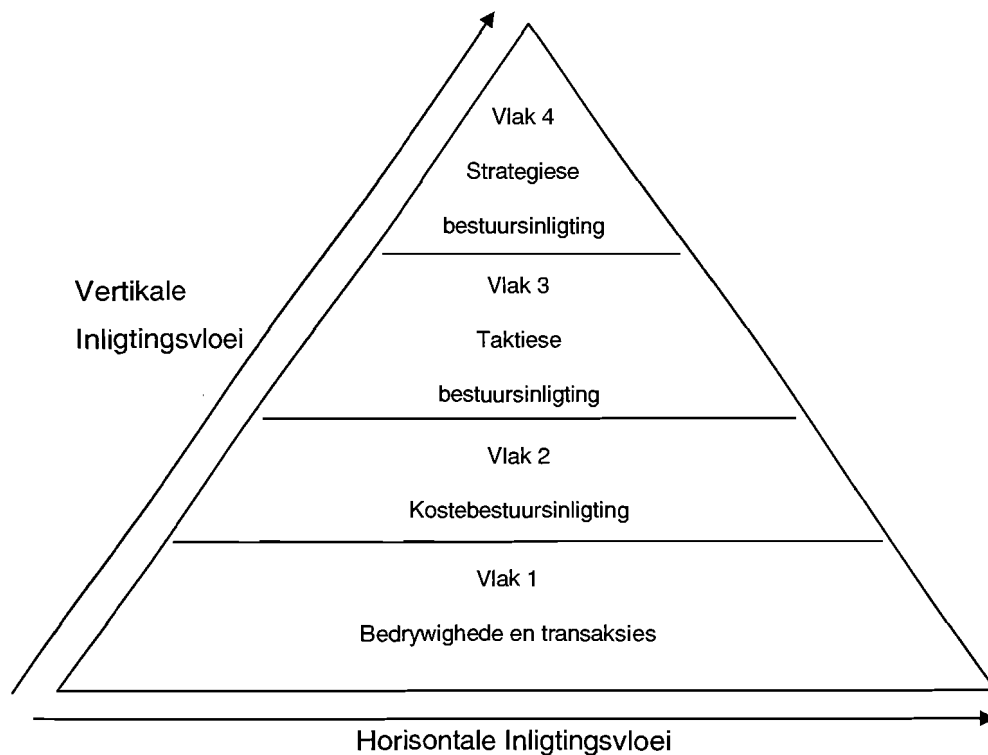 Vlak 4
Strategiese
bestuursinligting
Vertikale
Inligtingsvloei
Vlak 3
Taktiese
bestuursinligting
Vlak 2
Kostebestuursinligting
Vlak 1
Bedrywighede en transaksies
Horisontale Inligtingsvloei